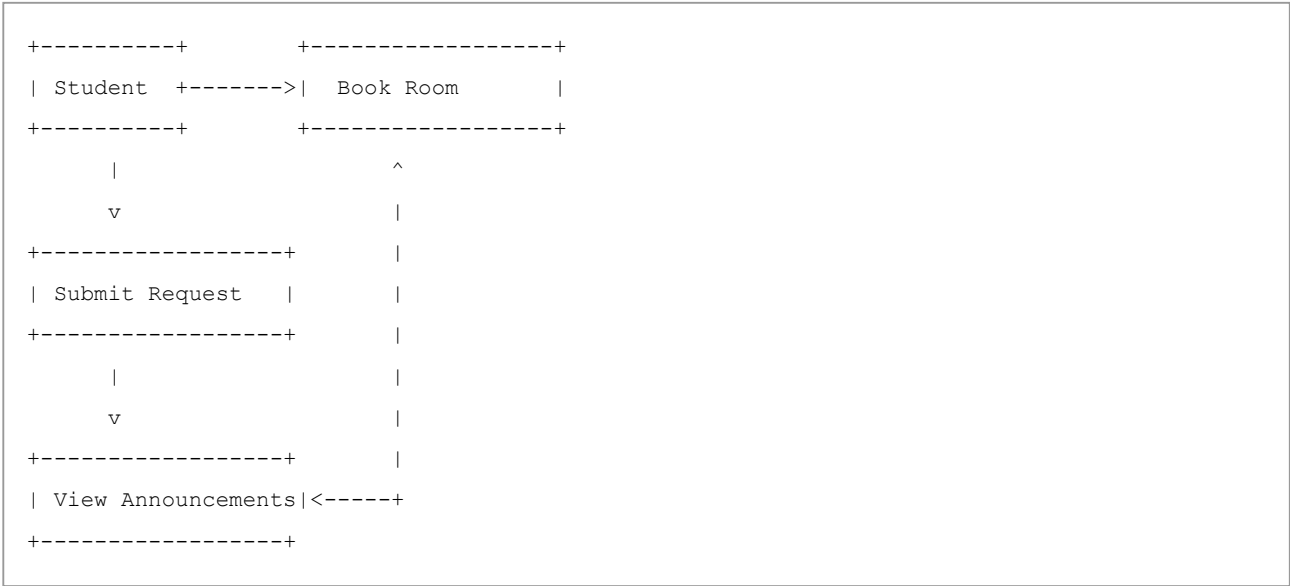 +----------+       +------------------+
| Student  +------->|  Book Room       |
+----------+       +------------------+
     |                    ^
     v                    |
+------------------+      |
| Submit Request   |      |
+------------------+      |
     |                    |
     v                    |
+------------------+      |
| View Announcements|<-----+
+------------------+